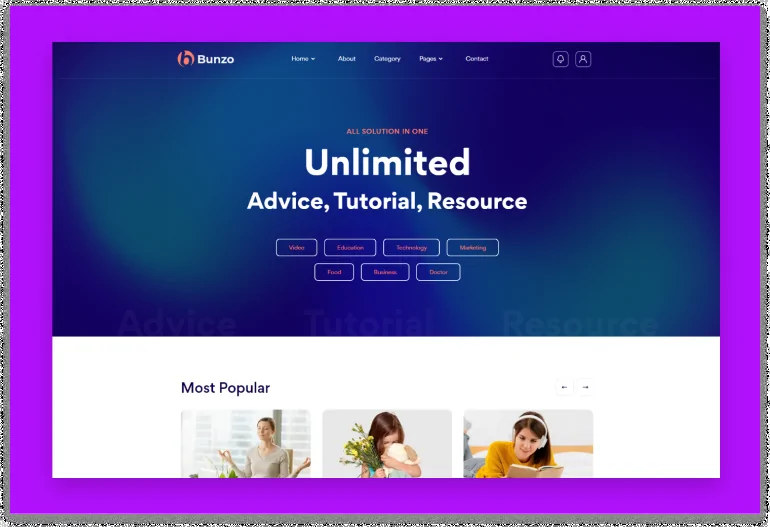 Bunzo Home About Category Pages Contact
ALL SOLUTION IN ONE
Unlimited
Advice, Tutorial, Resource
Video Education Technology Marketing
Food Business Doctor
Advice Tutorial Resource
Most Popular ← →